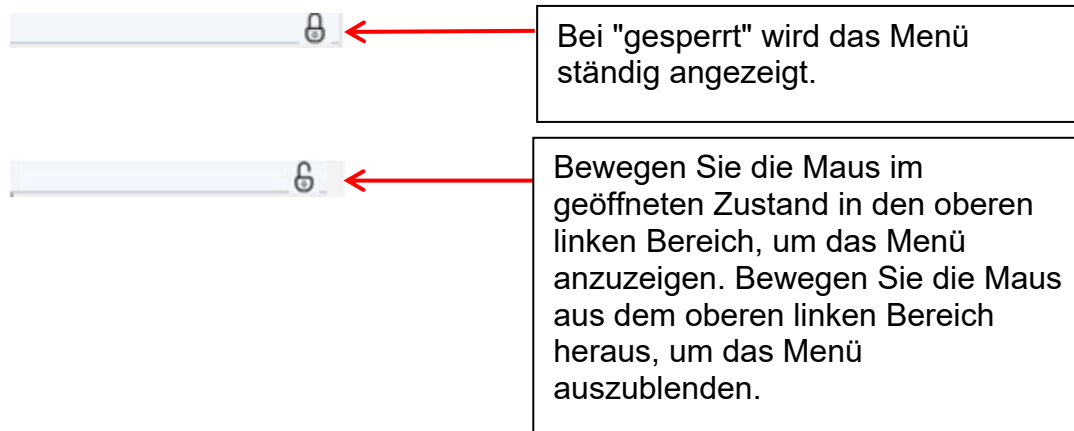 Bei "gesperrt" wird das Menü
ständig angezeigt.
Bewegen Sie die Maus im
geöffneten Zustand in den oberen
linken Bereich, um das Menü
anzuzeigen. Bewegen Sie die Maus
aus dem oberen linken Bereich
heraus, um das Menü
auszublenden.